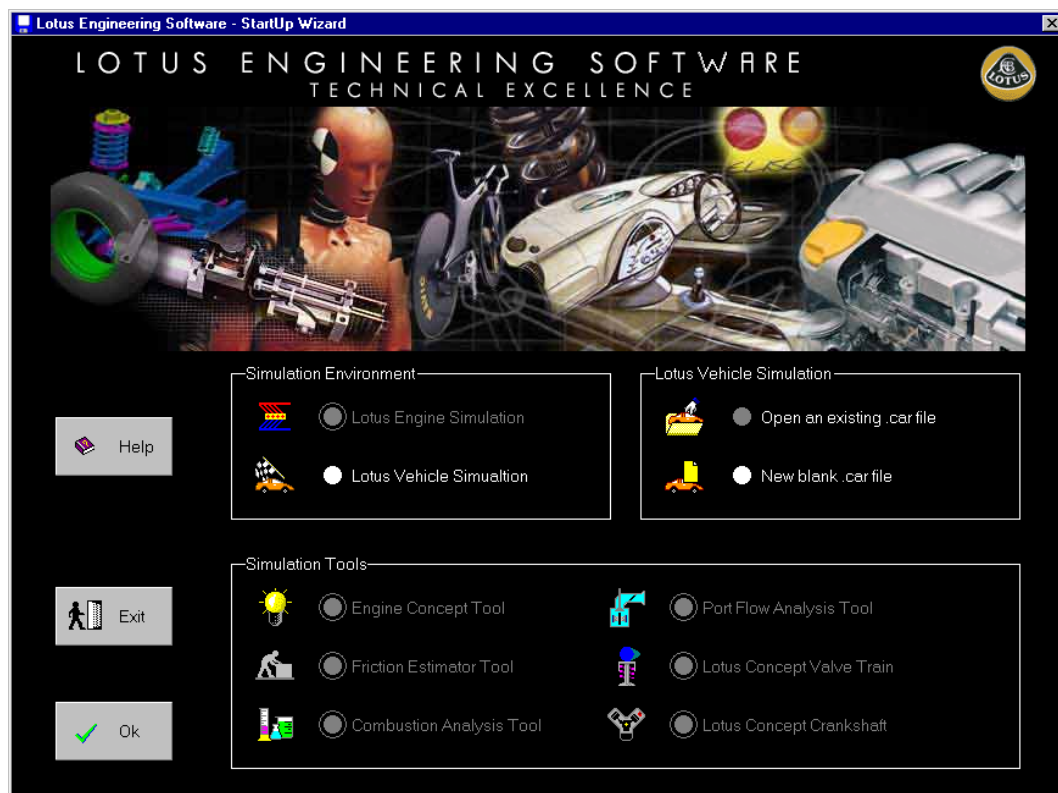 Lotus Engineering Software - StartUp Wizard
LOTUS ENGINEERING SOFTWARE
TECHNICAL EXCELLENCE
LOTUS
ELISE
Simulation Environment
Lotus Engine Simulation
Lotus Vehicle Simualtion
Lotus Vehicle Simulation
Open an existing .car file
New blank .car file
Help
Exit
Ok
Simulation Tools
Engine Concept Tool
Friction Estimator Tool
Combustion Analysis Tool
Port Flow Analysis Tool
Lotus Concept Valve Train
Lotus Concept Crankshaft